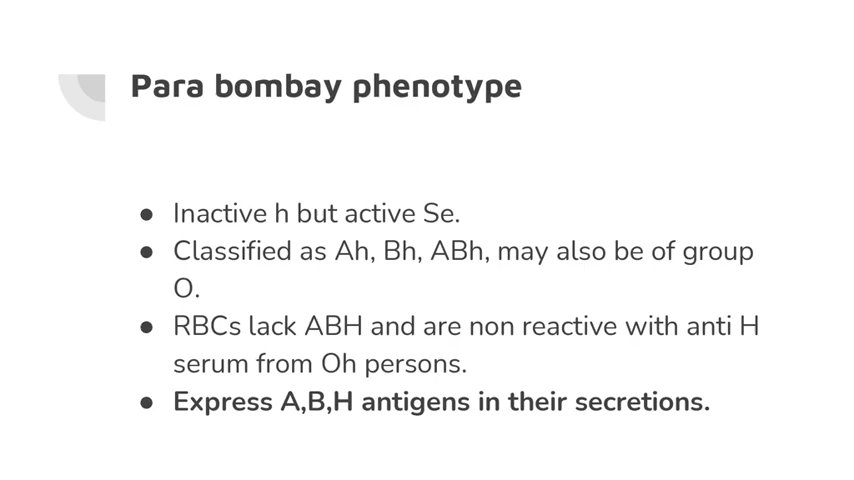 Para bombay phenotype
● Inactive h but active Se.
● Classified as Ah, Bh, ABh, may also be of group
O.
● RBCs lack ABH and are non reactive with anti H
serum from Oh persons.
● Express A,B,H antigens in their secretions.